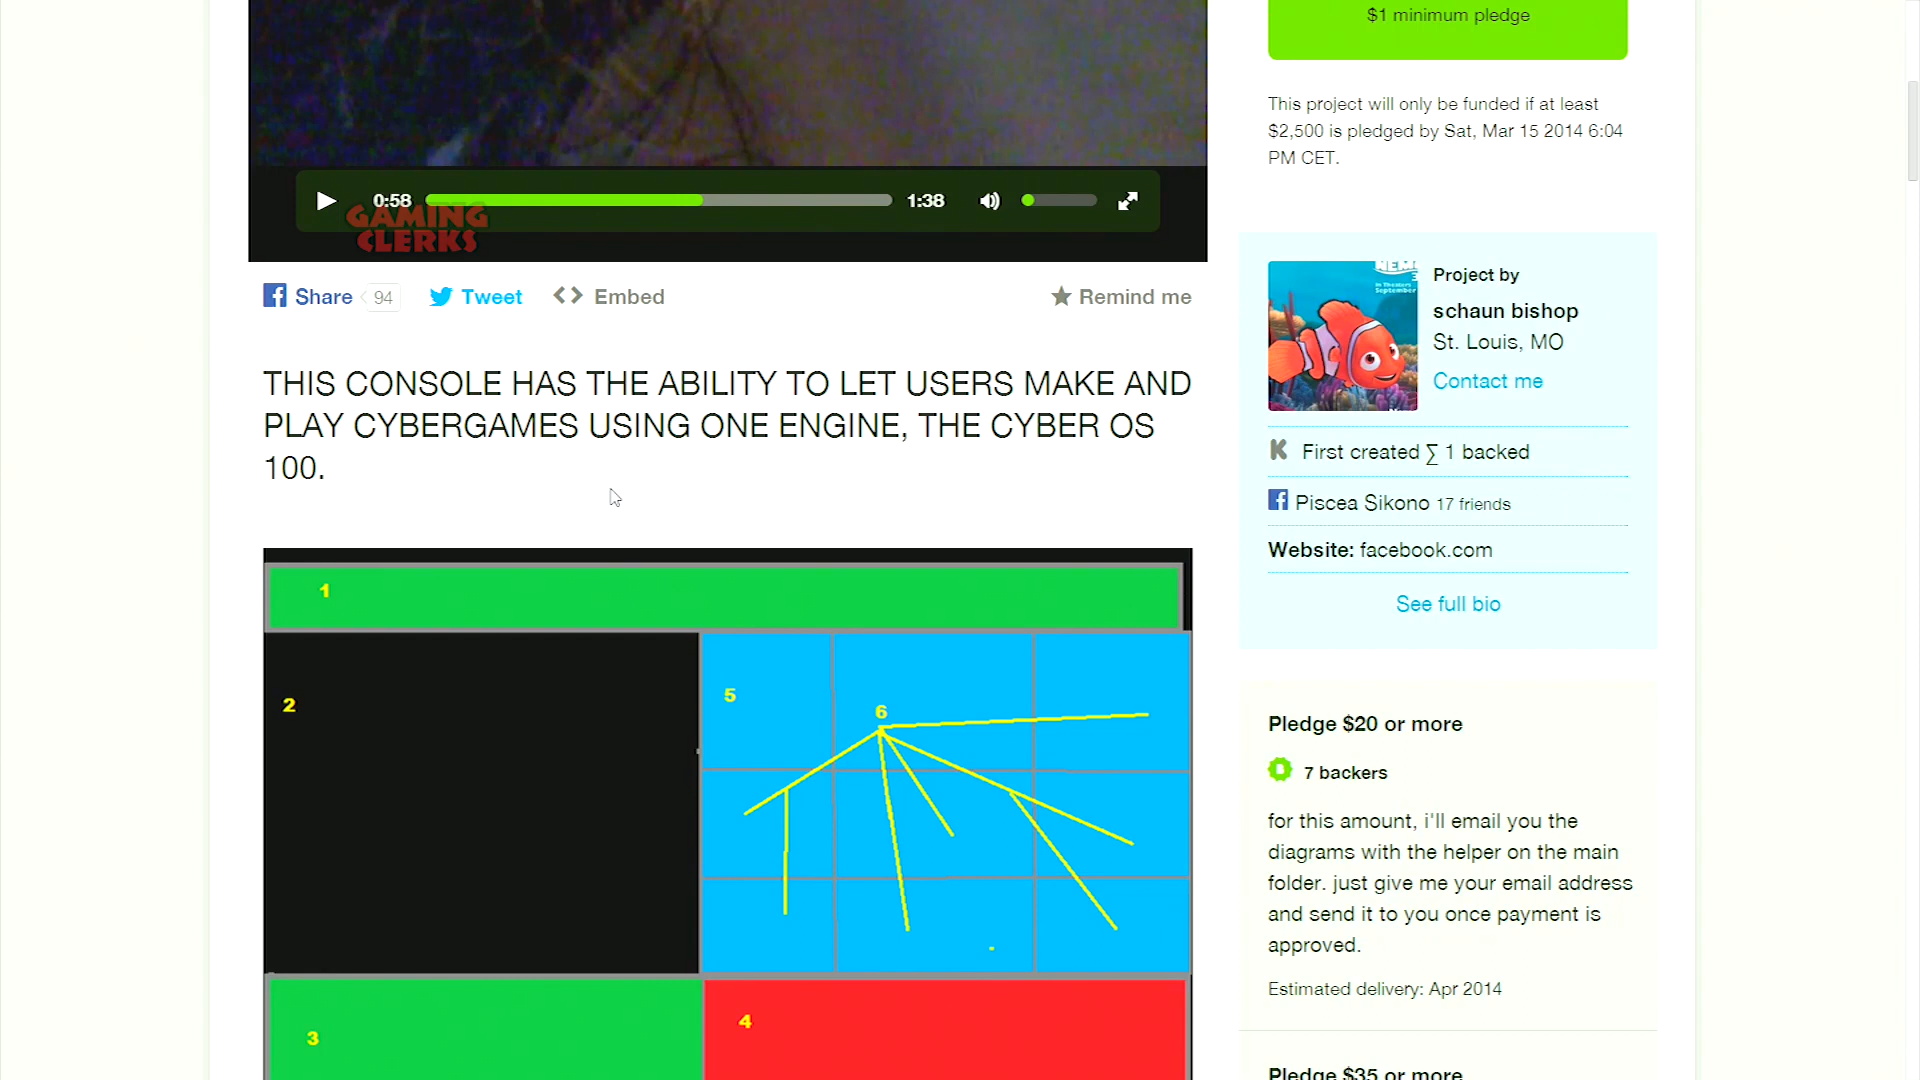 $1 minimum pledge
This project will only be funded if at least
$2,500 is pledged by Sat, Mar 15 2014 6:04
PM CET.
0:58
1:38
GAMING
CLERKS
Share 94
Tweet
Embed
Remind me
In Theaters
September
Project by
schaun bishop
St. Louis, MO
Contact me
First created ∑ 1 backed
Piscea Sikono 17 friends
Website: facebook.com
See full bio
THIS CONSOLE HAS THE ABILITY TO LET USERS MAKE AND
PLAY CYBERGAMES USING ONE ENGINE, THE CYBER OS
100.
1
2
5
6
3
4
Pledge $20 or more
7 backers
for this amount, i'll email you the
diagrams with the helper on the main
folder. just give me your email address
and send it to you once payment is
approved.
Estimated delivery: Apr 2014
Pledge $35 or more